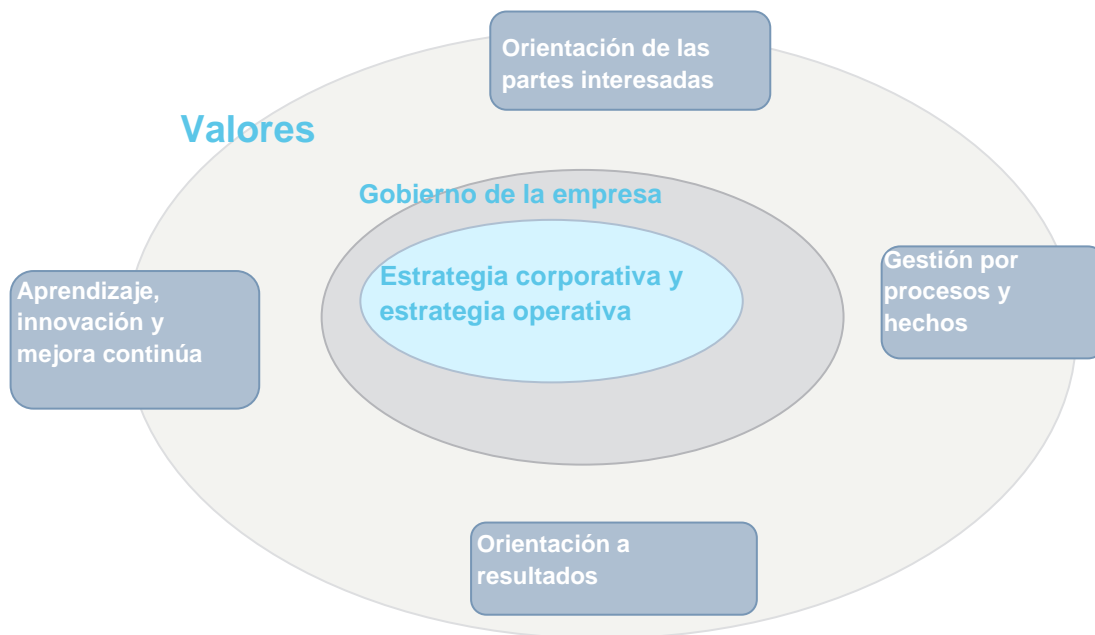 Orientación de las
partes interesadas
Valores
Gobierno de la empresa
Estrategia corporativa y
estrategia operativa
Gestión por
procesos y
hechos
Aprendizaje,
innovación y
mejora continúa
Orientación a
resultados